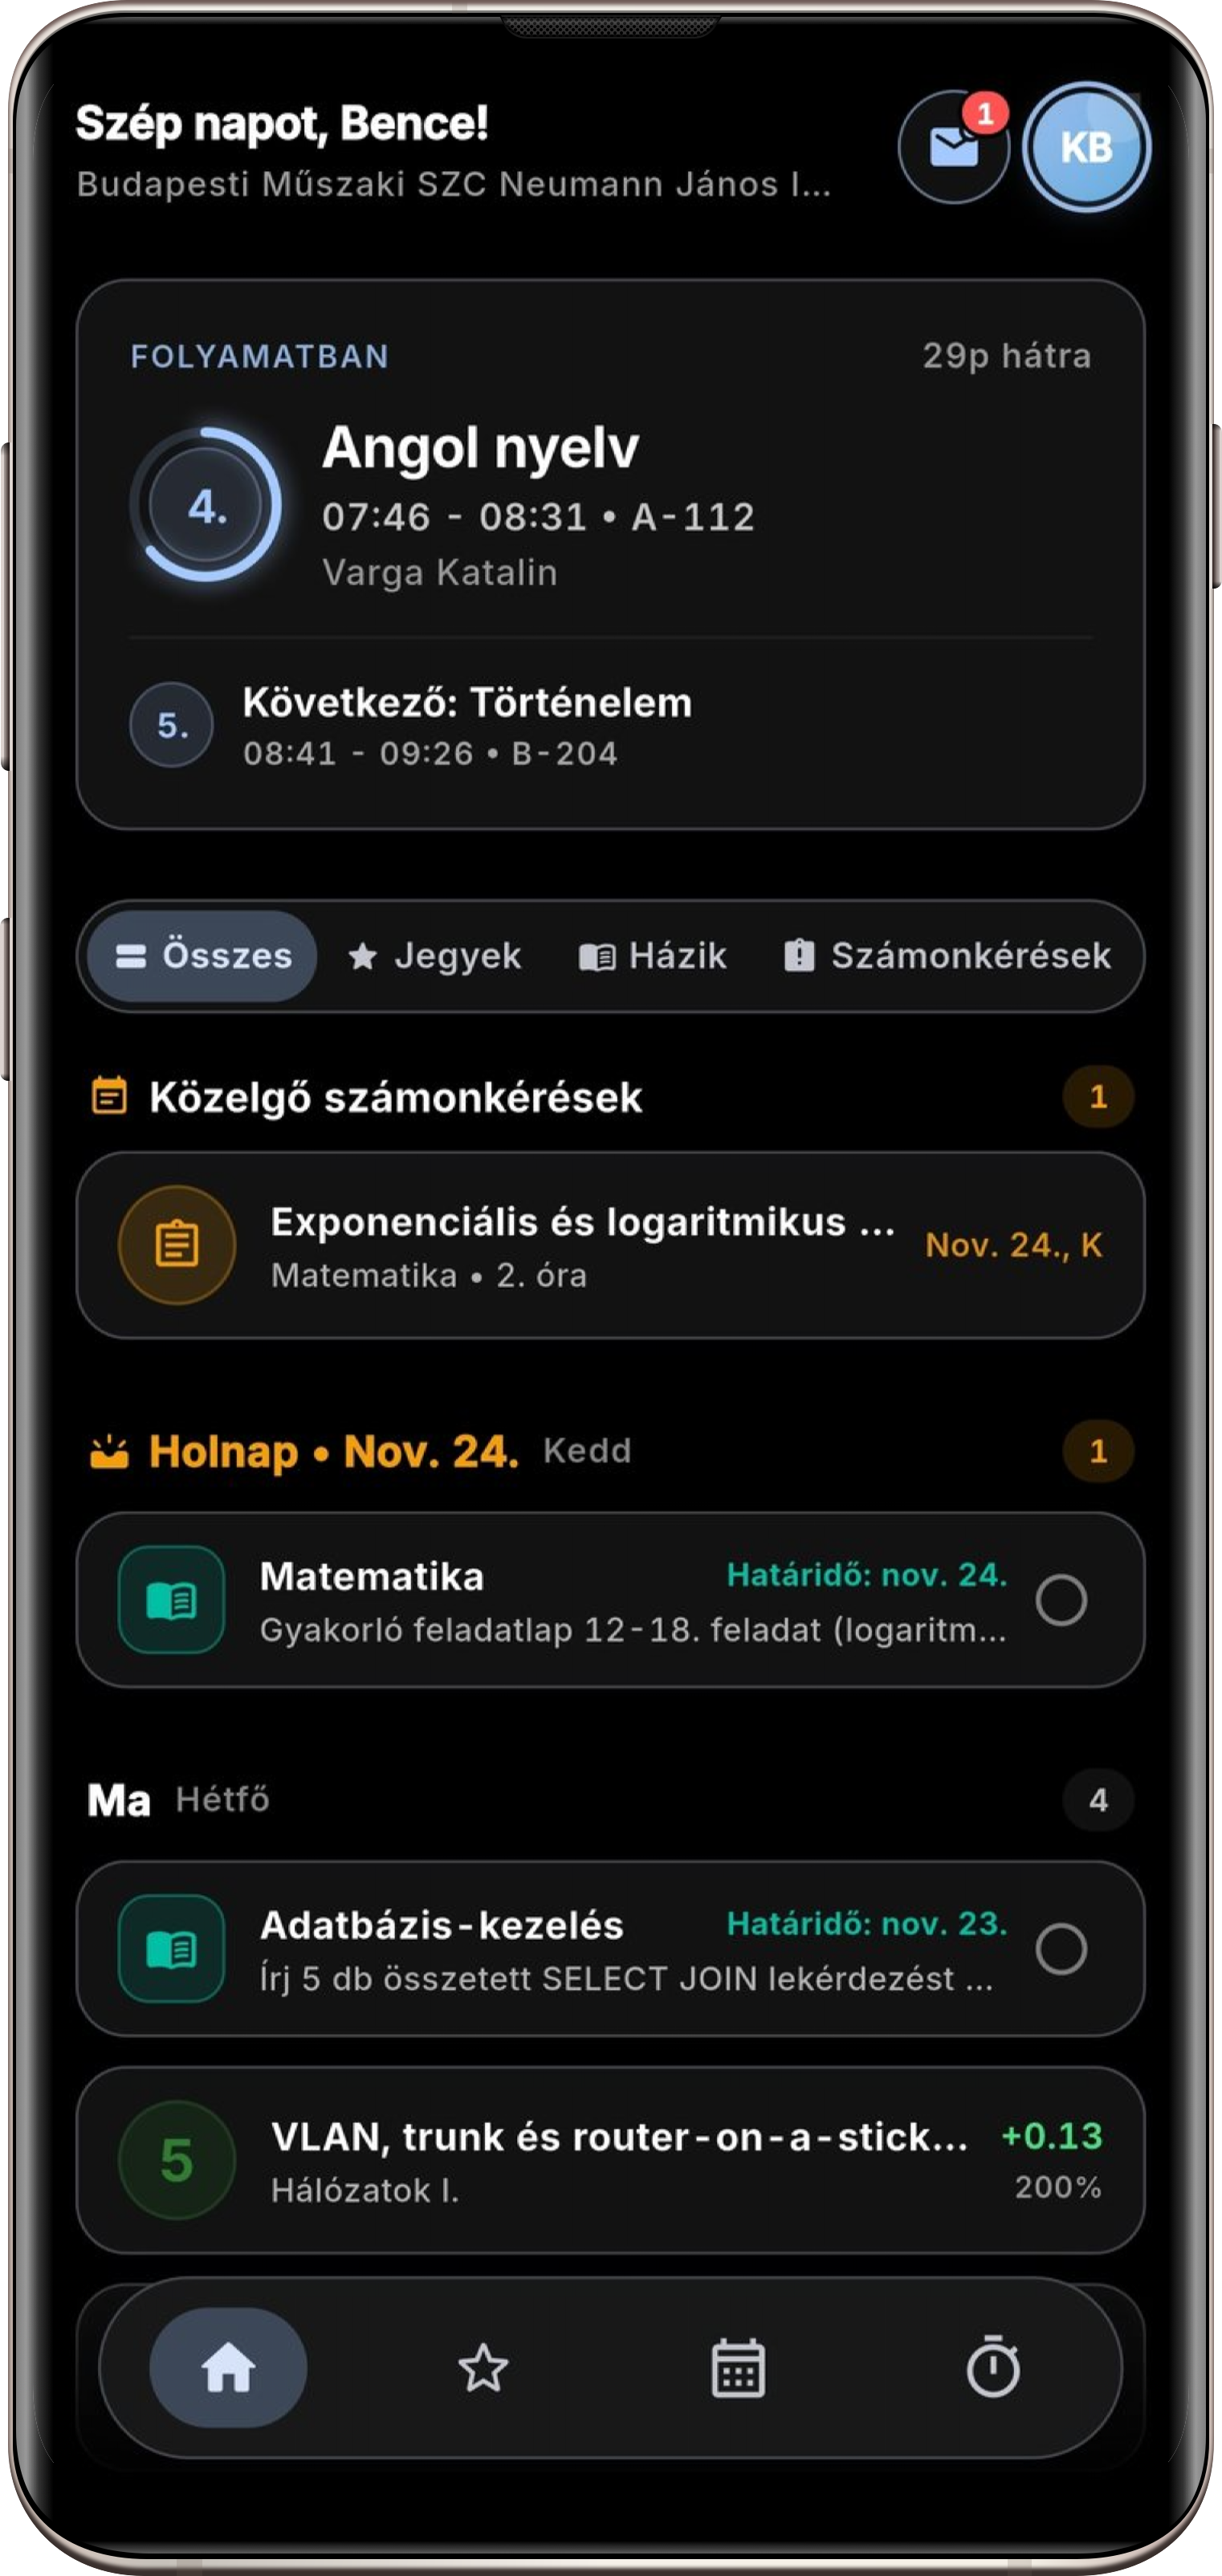 Szép napot, Bence!
Budapesti Műszaki SZC Neumann János I...
1
KB
FOLYAMATBAN
29p hátra
4.
Angol nyelv
07:46 - 08:31 • A-112
Varga Katalin
5.
Következő: Történelem
08:41 - 09:26 • B-204
Összes
Jegyek
Házik
Számonkérések
Közelgő számonkérések
1
Exponenciális és logaritmikus ...
Matematika • 2. óra
Nov. 24., K
Holnap • Nov. 24. Kedd
1
Matematika
Határidő: nov. 24.
Gyakorló feladatlap 12-18. feladat (logaritm...
Ma Hétfő
4
Adatbázis-kezelés
Határidő: nov. 23.
Írj 5 db összetett SELECT JOIN lekérdezést ...
5
VLAN, trunk és router-on-a-stick...
Hálózatok I.
+0.13
200%